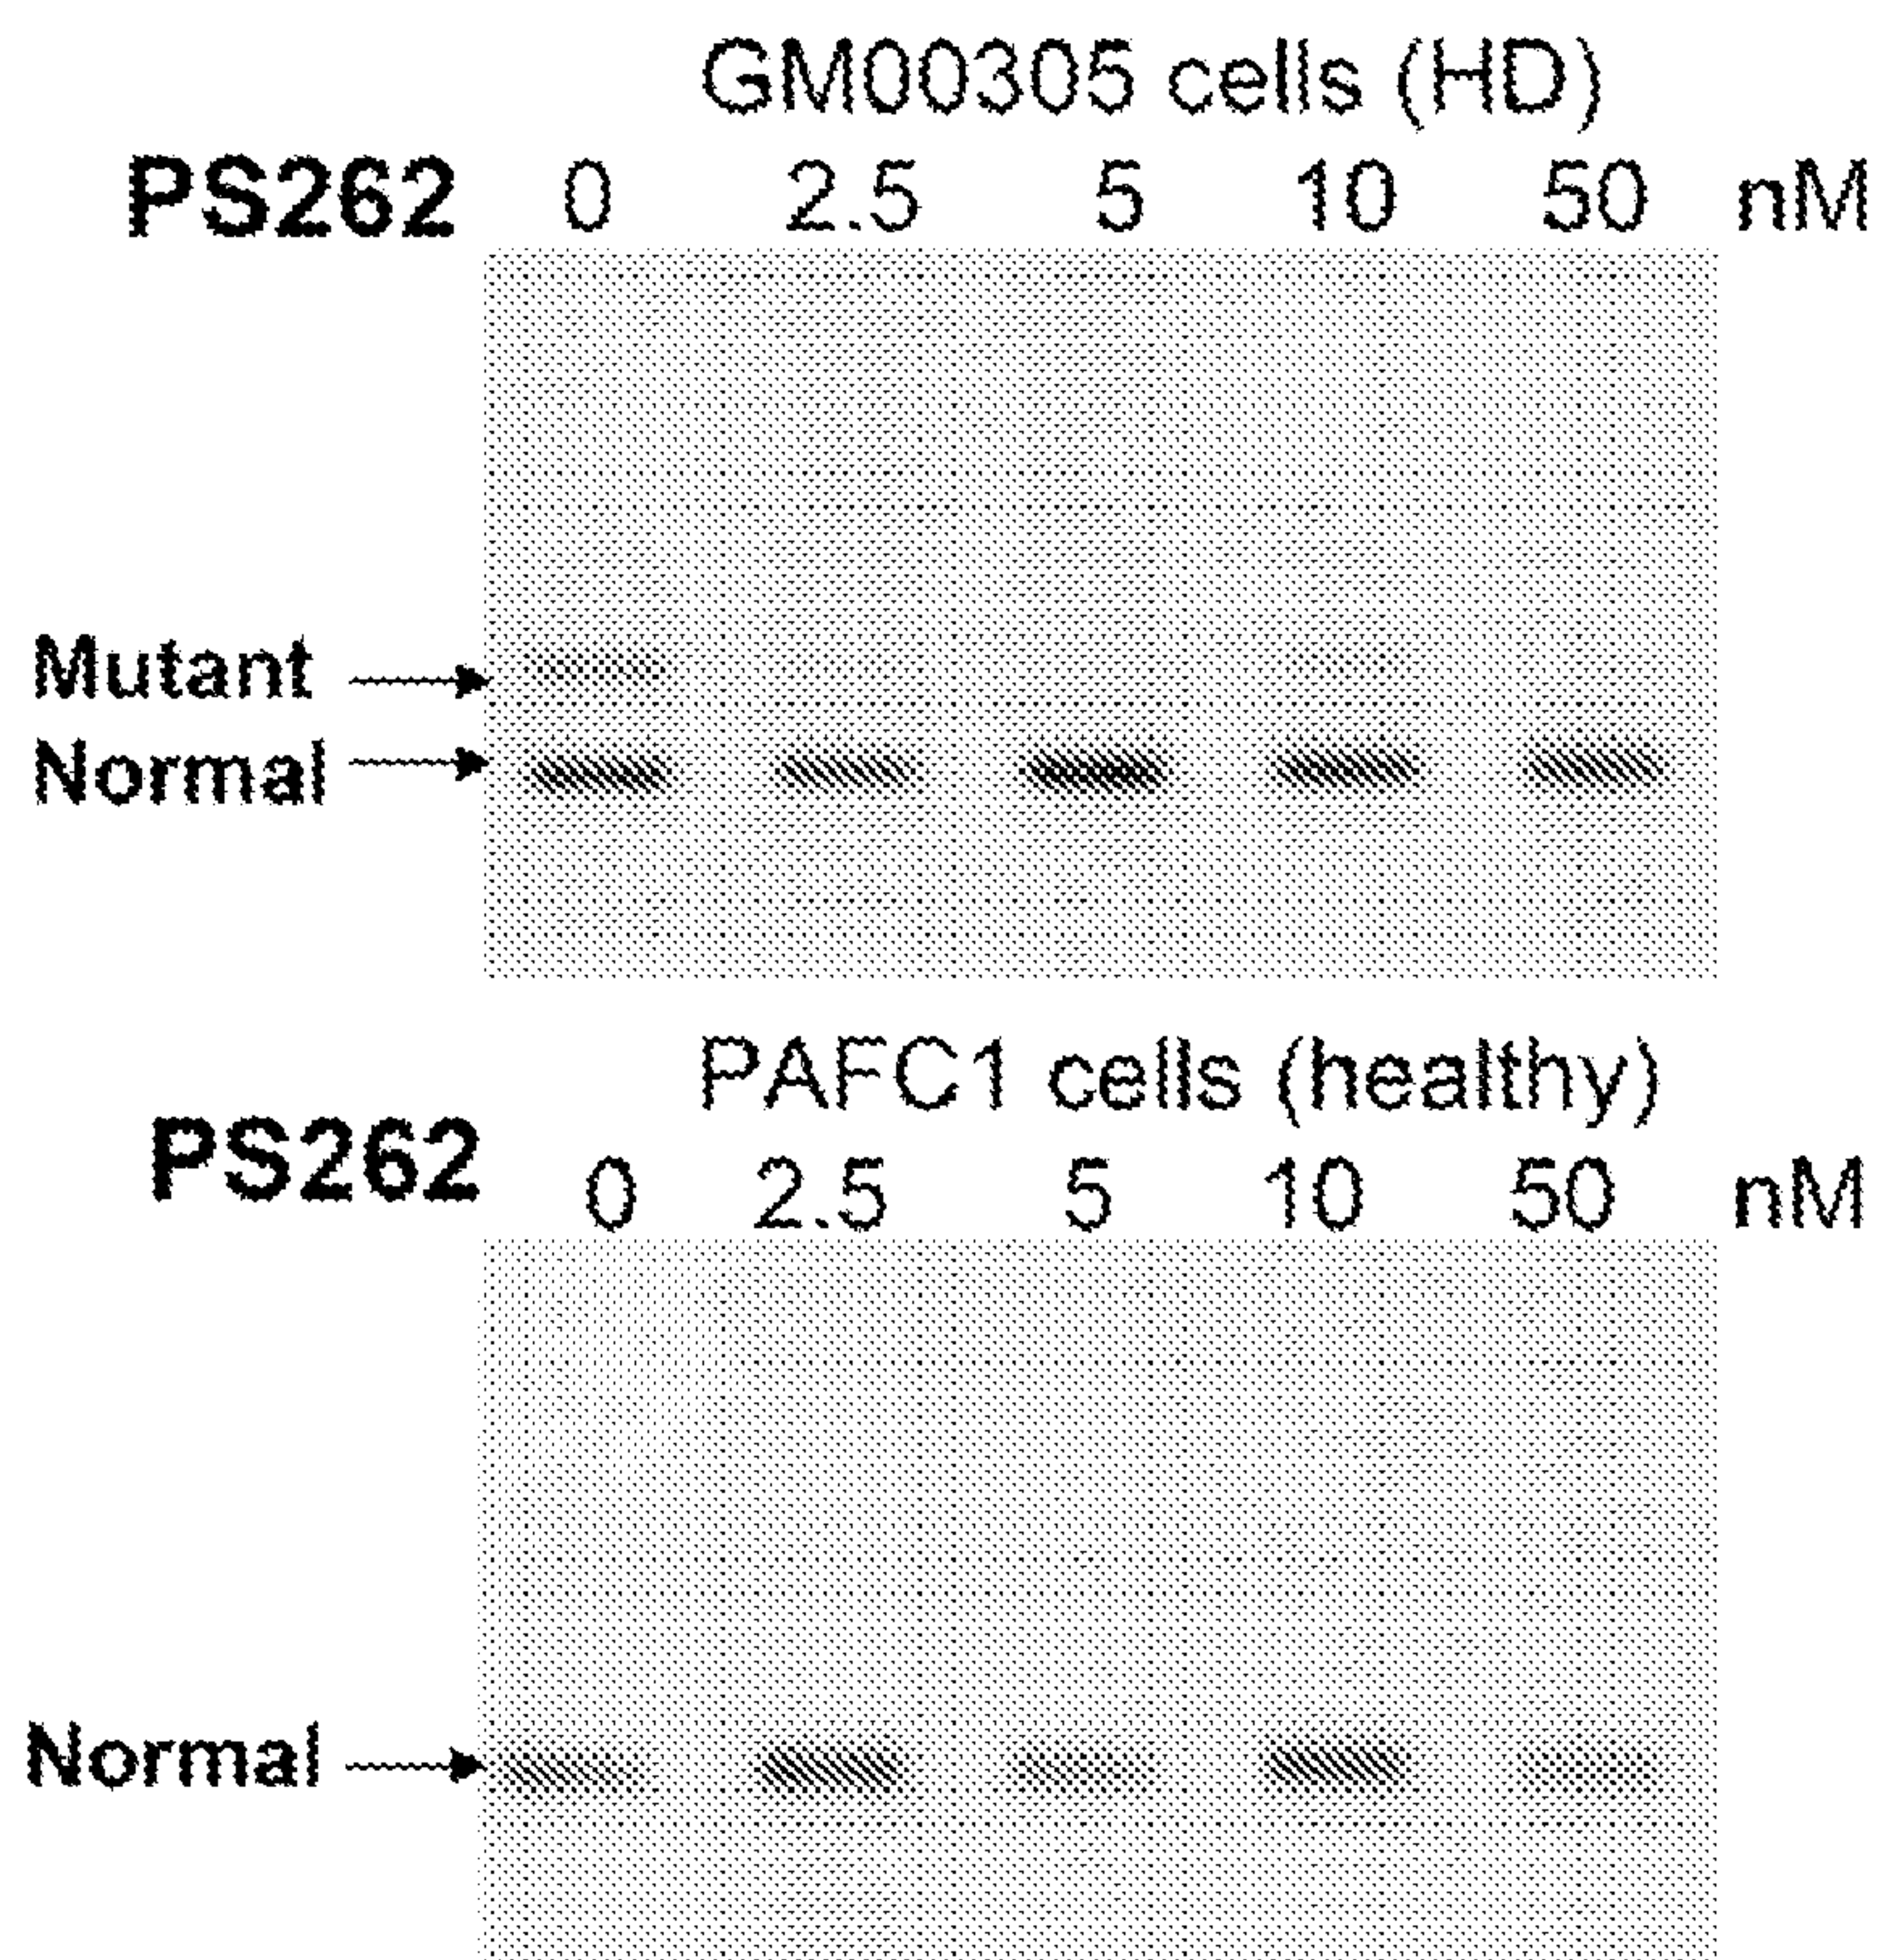 GM00305 cells (HD)
PS262 0 2.5 5 10 50 nM
Mutant
Normal
PAFC1 cells (healthy)
PS262 0 2.5 5 10 50 nM
Normal